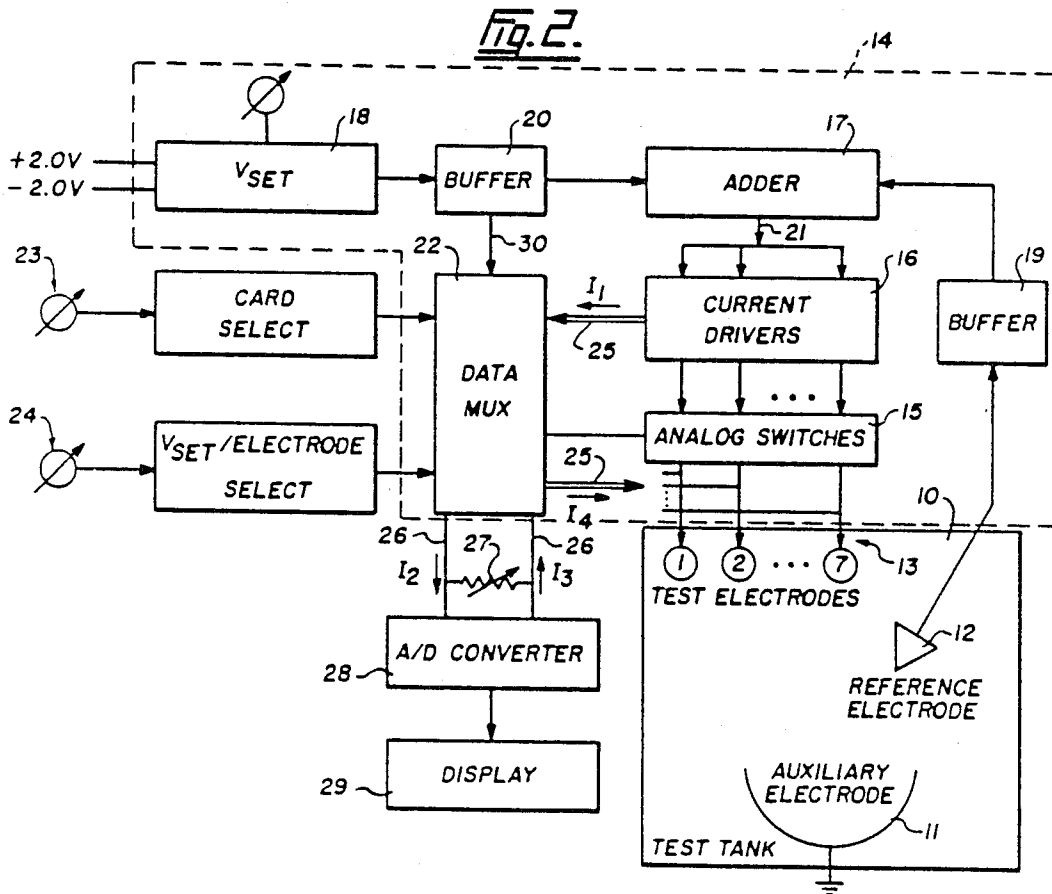 Fig. 2.
14
18
20
17
+2.0V
-2.0V
VSET
BUFFER
ADDER
21
30
22
23
CARD
SELECT
DATA
MUX
I1
25
16
CURRENT
DRIVERS
19
BUFFER
...
15
ANALOG SWITCHES
24
VSET/ELECTRODE
SELECT
25
I4
10
26
26
27
I2
I3
1 2 ... 7
13
TEST ELECTRODES
12
REFERENCE
ELECTRODE
A/D CONVERTER
28
DISPLAY
29
AUXILIARY
ELECTRODE
11
TEST TANK